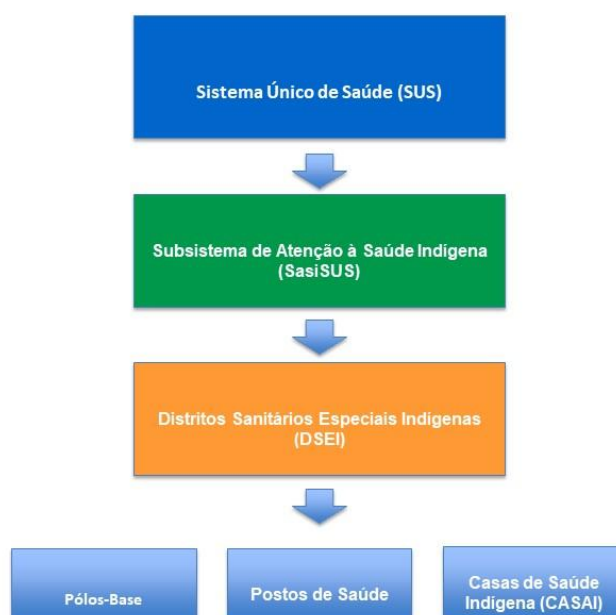 Sistema Único de Saúde (SUS)
Subsistema de Atenção à Saúde Indígena
(SasiSUS)
Distritos Sanitários Especiais Indígenas
(DSEI)
Pólos-Base
Postos de Saúde
Casas de Saúde
Indígena (CASAI)